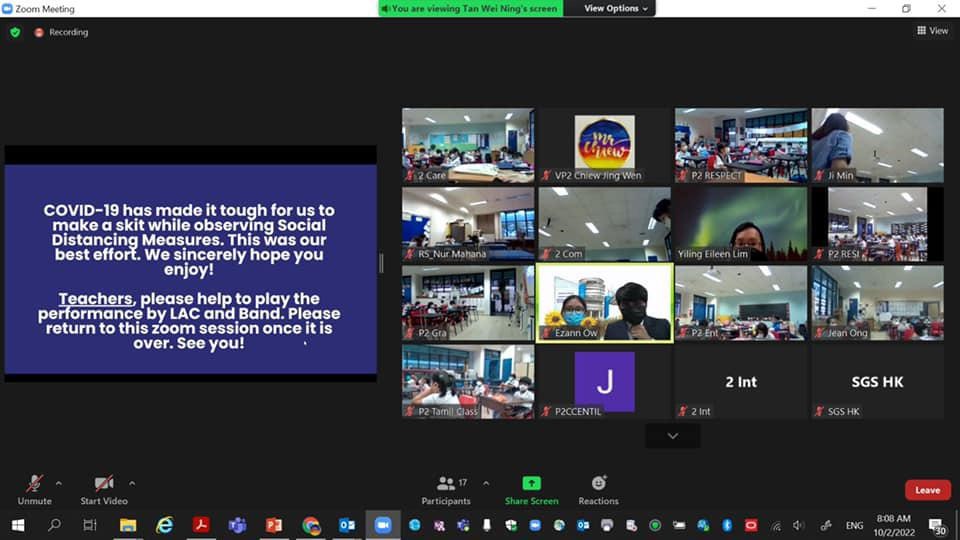 Zoom Meeting
You are viewing Tan Wei Ning's screen
View Options
Recording
View
COVID-19 has made it tough for us to
make a skit while observing Social
Distancing Measures. This was our
best effort. We sincerely hope you
enjoy!
Teachers, please help to play the
performance by LAC and Band. Please
return to this zoom session once it is
over. See you!
2 Care
Mr
Chiew
VP2 Chiew Jing Wen
P2 RESPECT
Ji Min
RS_Nur Mahana
2 Com
Yiling Eileen Lim
P2 RESI
P2 Gra
Ezann Ow
P2 Ent
Jean Ong
P2 Tamil Class
J
P2CCENTIL
2 Int
2 Int
SGS HK
SGS HK
Unmute
Start Video
17
Participants
Share Screen
Reactions
Leave
ENG
8:08 AM
10/2/2022
30